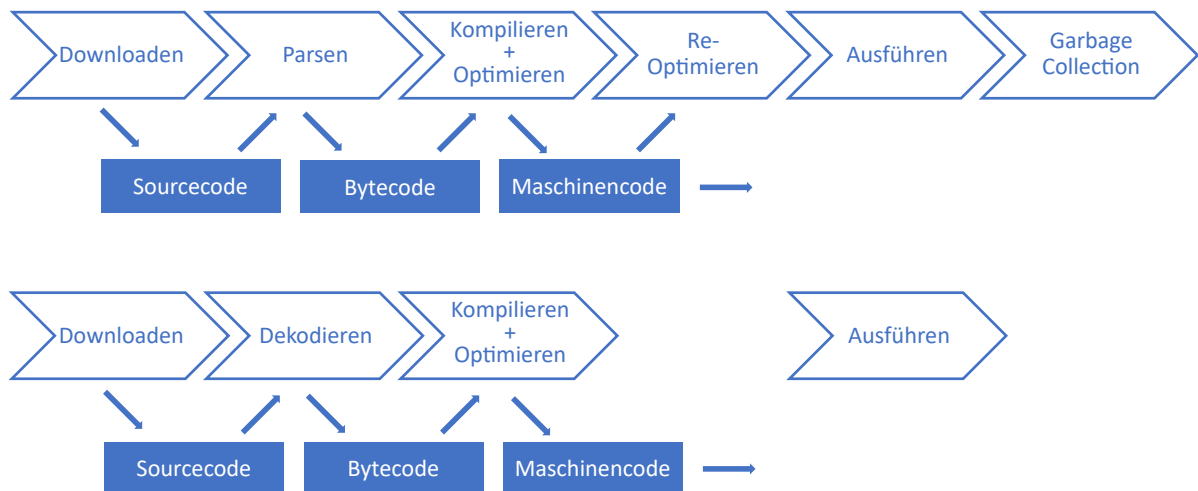 Downloaden
Parsen
Kompilieren
+
Optimieren
Re-
Optimieren
Ausführen
Garbage
Collection
Sourcecode
Bytecode
Maschinencode
Downloaden
Dekodieren
Kompilieren
+
Optimieren
Ausführen
Sourcecode
Bytecode
Maschinencode